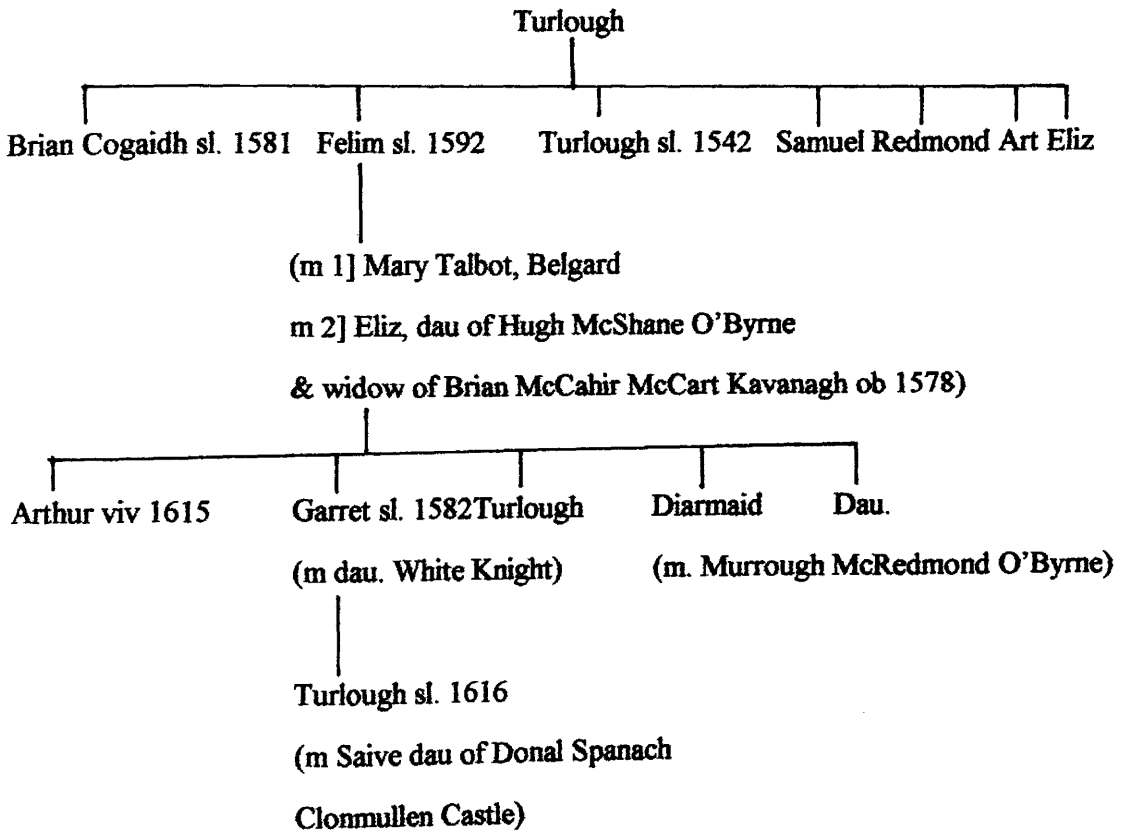 Turlough
Brian Cogaidh sl. 1581 Felim sl. 1592 Turlough sl. 1542 Samuel Redmond Art Eliz
(m 1] Mary Talbot, Belgard
m 2] Eliz, dau of Hugh McShane O'Byrne
& widow of Brian McCahir McCart Kavanagh ob 1578)
Arthur viv 1615 Garret sl. 1582Turlough Diarmaid Dau.
(m dau. White Knight) (m. Murrough McRedmond O'Byrne)
Turlough sl. 1616
(m Saive dau of Donal Spanach
Clonmullen Castle)